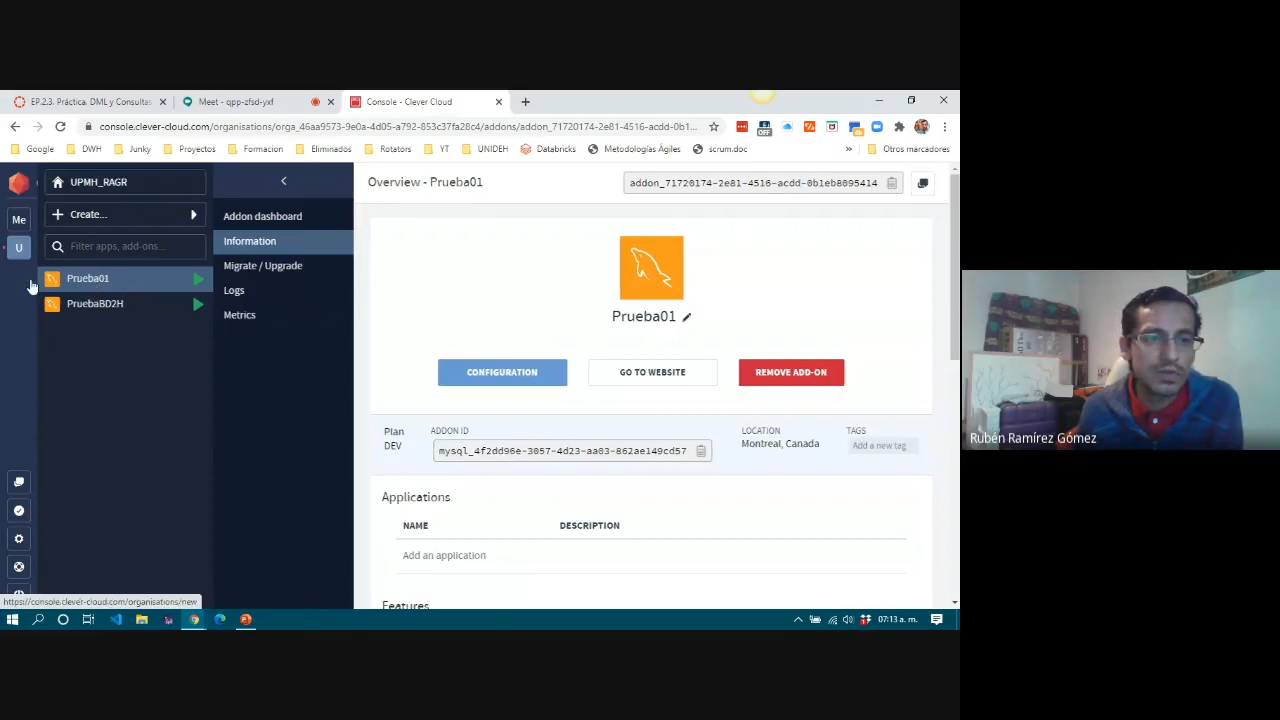 EP.2.3. Práctica. DML y Consultas
Meet - qpp-zfsd-yxf
Console - Clever Cloud
console.clever-cloud.com/organisations/orga_46aa9573-9e0a-4d05-a792-853c37fa28c4/addons/addon_71720174-2e81-4516-acdd-0b1...
OFF
Google
DWH
Junky
Proyectos
Formacion
Eliminados
Rotators
YT
UNIDEH
Databricks
Metodologías Ágiles
scrum.doc
»
Otros marcadores
UPMH_RAGR
Create...
Filter apps, add-ons...
Me
U
Prueba01
PruebaBD2H
Addon dashboard
Information
Migrate / Upgrade
Logs
Metrics
Overview - Prueba01
addon_71720174-2e81-4516-acdd-0b1eb8095414
Prueba01
CONFIGURATION
GO TO WEBSITE
REMOVE ADD-ON
Plan
DEV
ADDON ID
mysql_4f2dd96e-3057-4d23-aa03-862ae149cd57
LOCATION
Montreal, Canada
TAGS
Add a new tag
Applications
NAME DESCRIPTION
Add an application
Features
https://console.clever-cloud.com/organisations/new
07:13 a. m.
Rubén Ramírez Gómez